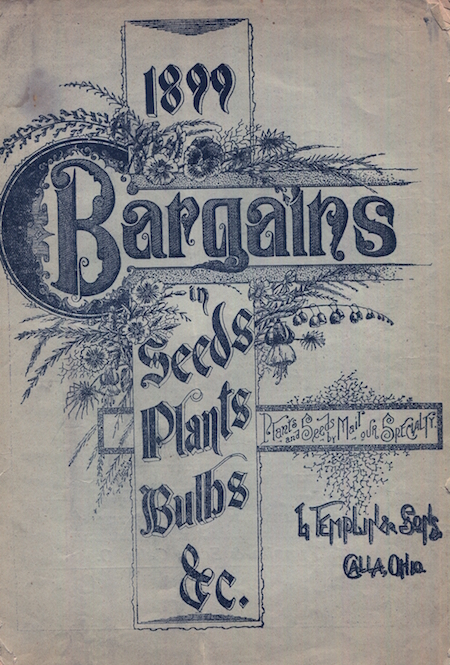 1899
Bargains
in
Seeds
Plants
Bulbs
&c.
Plants and Seeds
by Mail our Specialty.
L. Templin & Sons,
Calla, Ohio.